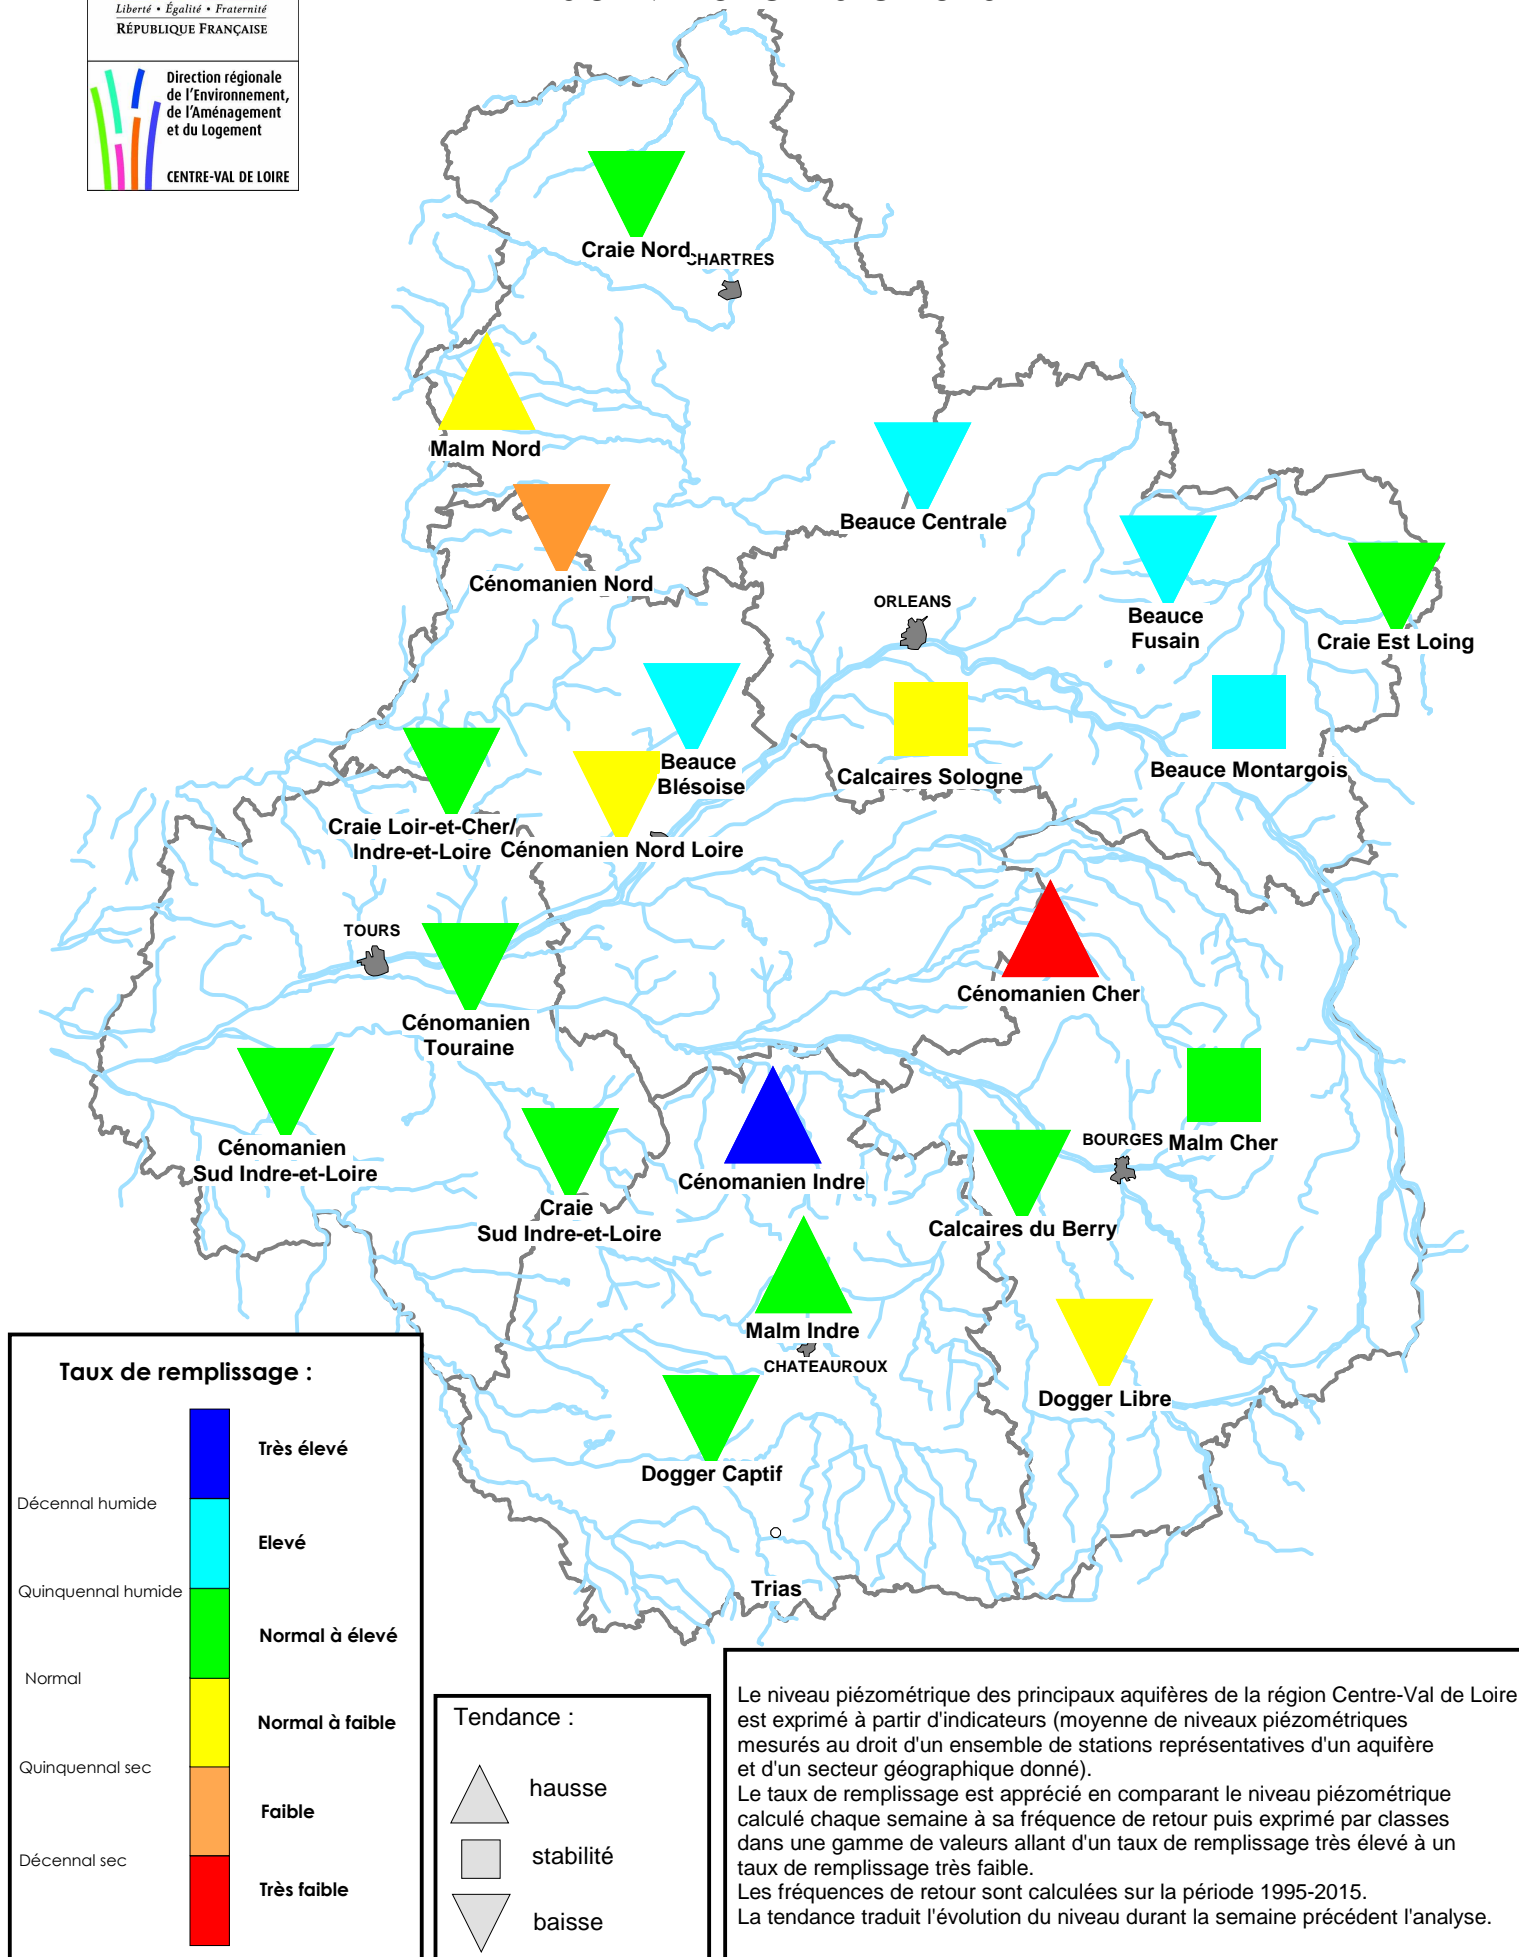 Liberté • Égalité • Fraternité
RÉPUBLIQUE FRANÇAISE
Direction régionale
de l'Environnement,
de l'Aménagement
et du Logement
CENTRE-VAL DE LOIRE
Craie Nord
CHARTRES
Malm Nord
Beauce Centrale
Cénomanien Nord
ORLEANS
Beauce
Fusain
Craie Est Loing
Beauce
Blésoise
Calcaires Sologne
Beauce Montargois
Craie Loir-et-Cher/
Indre-et-Loire
Cénomanien Nord Loire
TOURS
Cénomanien Cher
Cénomanien
Touraine
Cénomanien
Sud Indre-et-Loire
BOURGES
Malm Cher
Cénomanien Indre
Craie
Sud Indre-et-Loire
Calcaires du Berry
Malm Indre
CHATEAUROUX
Dogger Libre
Dogger Captif
Trias
Taux de remplissage :
Très élevé
Décennal humide
Elevé
Quinquennal humide
Normal à élevé
Normal
Normal à faible
Quinquennal sec
Faible
Décennal sec
Très faible
Tendance :
hausse
stabilité
baisse
Le niveau piézométrique des principaux aquifères de la région Centre-Val de Loire
est exprimé à partir d'indicateurs (moyenne de niveaux piézométriques
mesurés au droit d'un ensemble de stations représentatives d'un aquifère
et d'un secteur géographique donné).
Le taux de remplissage est apprécié en comparant le niveau piézométrique
calculé chaque semaine à sa fréquence de retour puis exprimé par classes
dans une gamme de valeurs allant d'un taux de remplissage très élevé à un
taux de remplissage très faible.
Les fréquences de retour sont calculées sur la période 1995-2015.
La tendance traduit l'évolution du niveau durant la semaine précédent l'analyse.